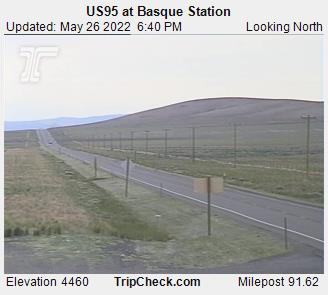 US95 at Basque Station
Updated: May 26 2022 6:40 PM Looking North
Elevation 4460 TripCheck.com Milepost 91.62